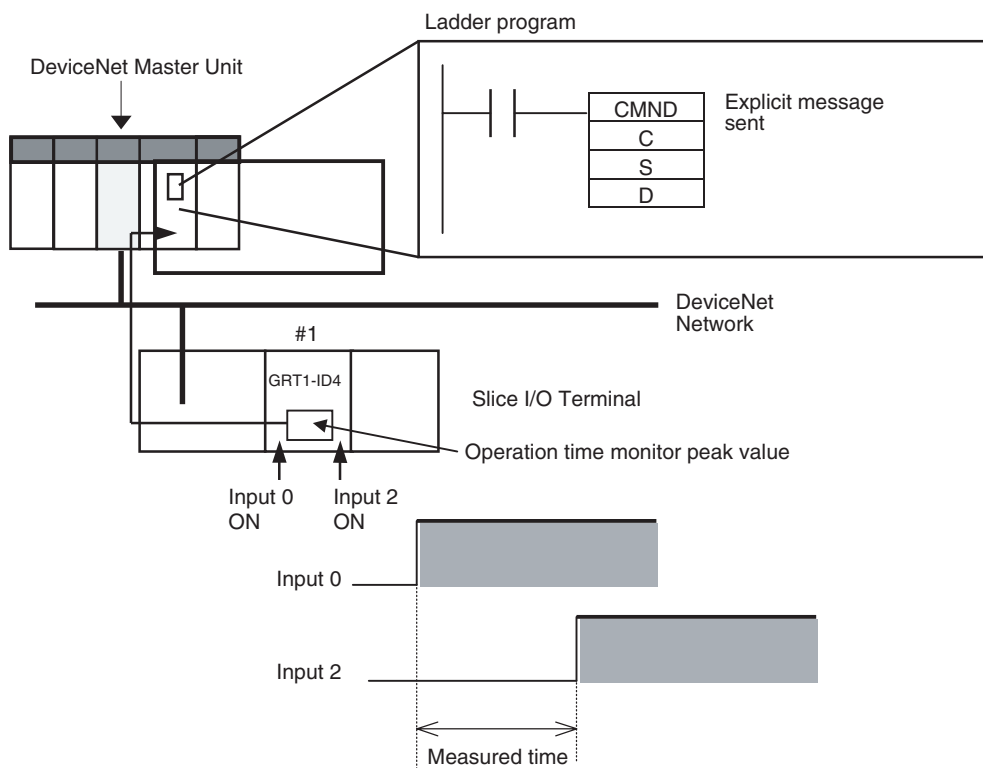 Ladder program
DeviceNet Master Unit
CMND
C
S
D
Explicit message
sent
DeviceNet
Network
#1
GRT1-ID4
Slice I/O Terminal
Operation time monitor peak value
Input 0
ON
Input 2
ON
Input 0
Input 2
Measured time